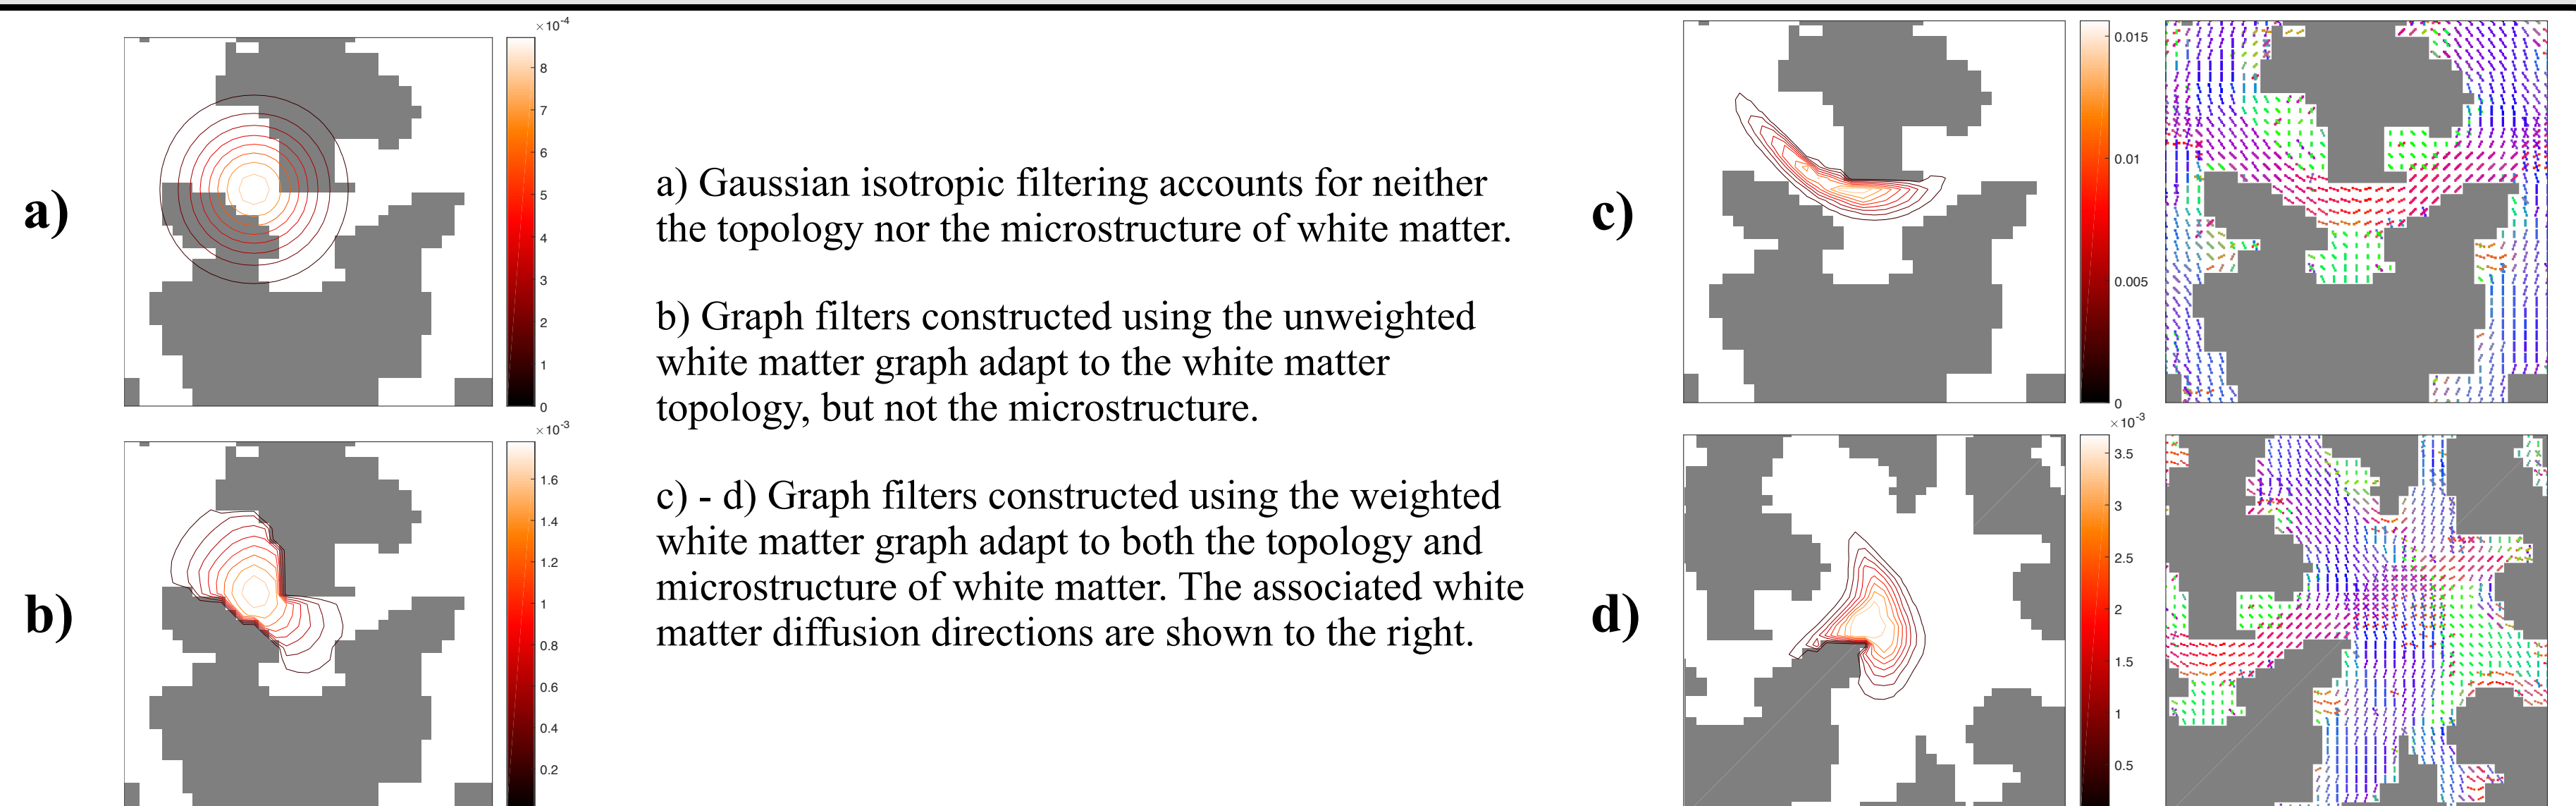 a)
×10-4
8
7
6
5
4
3
2
1
0
b)
×10-3
1.6
1.4
1.2
1
0.8
0.6
0.4
0.2
a) Gaussian isotropic filtering accounts for neither
the topology nor the microstructure of white matter.
b) Graph filters constructed using the unweighted
white matter graph adapt to the white matter
topology, but not the microstructure.
c) - d) Graph filters constructed using the weighted
white matter graph adapt to both the topology and
microstructure of white matter. The associated white
matter diffusion directions are shown to the right.
c)
0.015
0.01
0.005
0
d)
×10-3
3.5
3
2.5
2
1.5
1
0.5